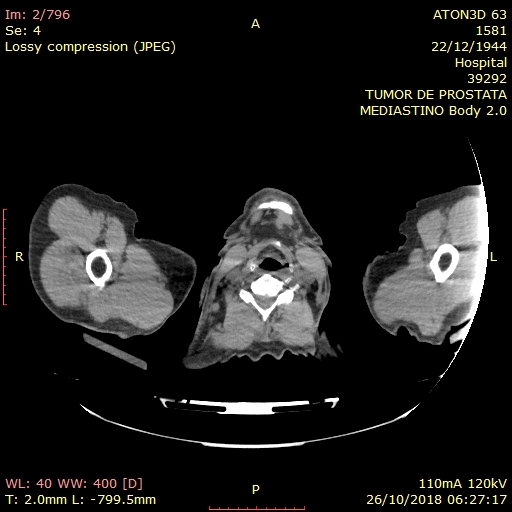 Im: 2/796
Se: 4
Lossy compression (JPEG)
A
ATON3D 63
1581
22/12/1944
Hospital
39292
TUMOR DE PROSTATA
MEDIASTINO Body 2.0
R
L
WL: 40 WW: 400 [D]
T: 2.0mm L: -799.5mm
P
110mA 120kV
26/10/2018 06:27:17